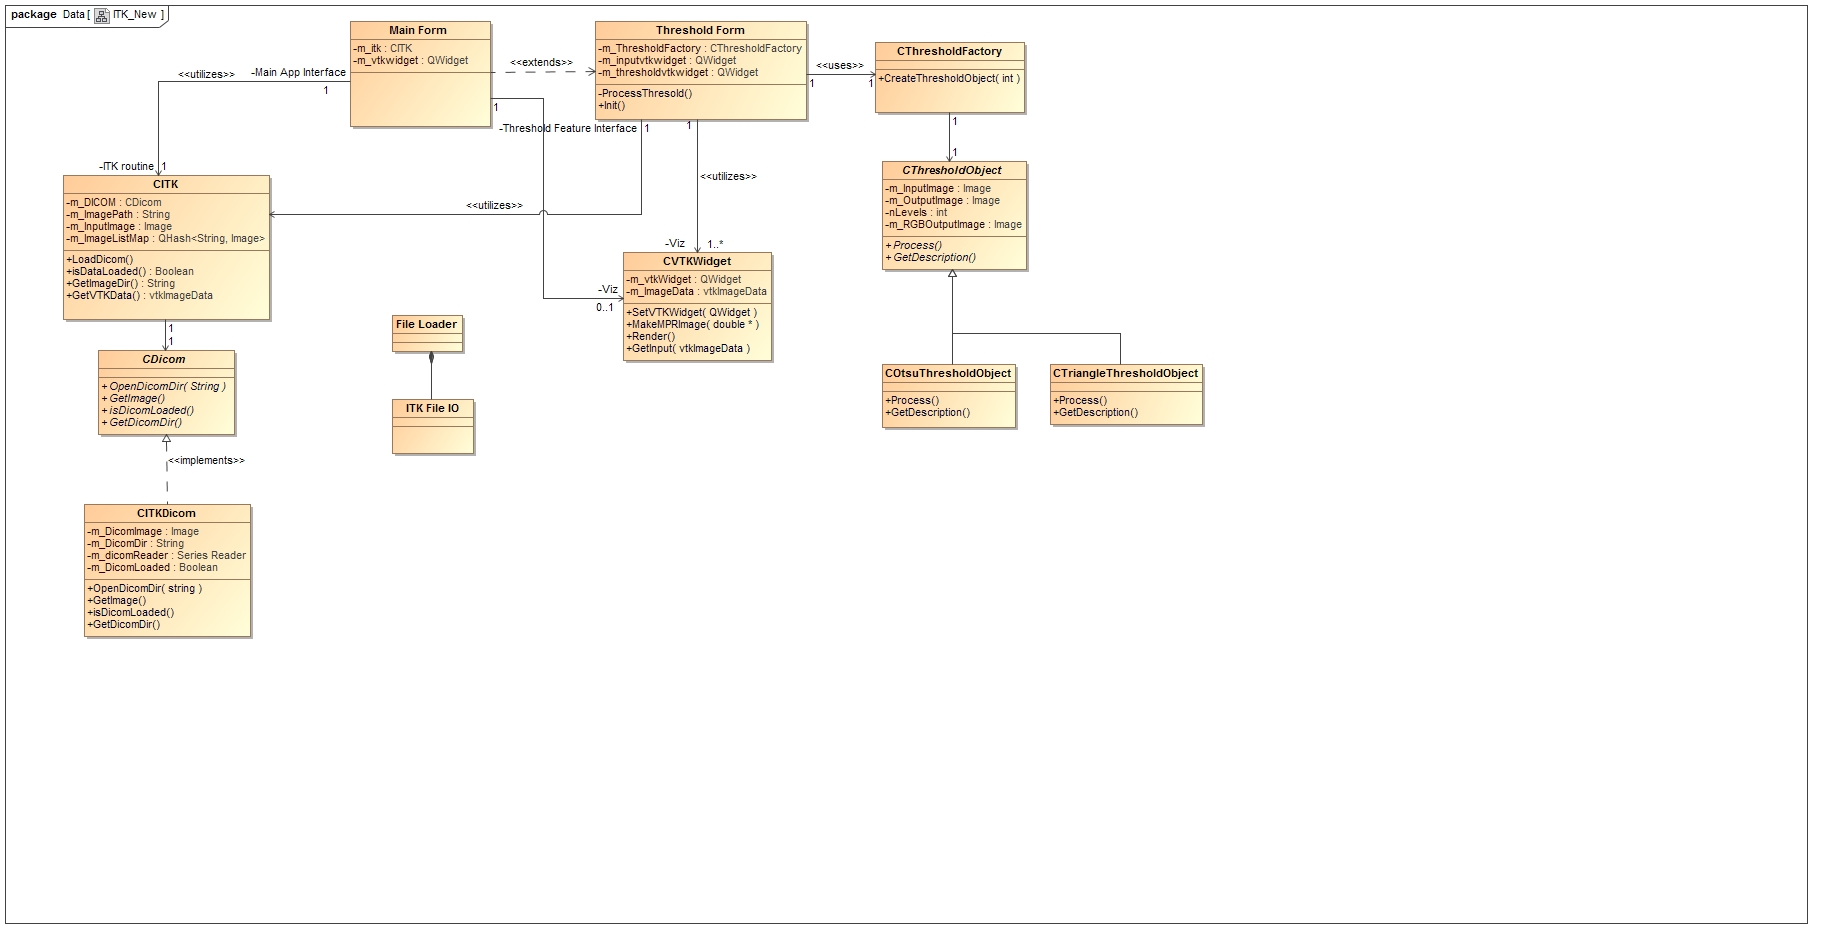 package Data [ ITK_New ]
Main Form
-m_itk : CITK
-m_vtkwidget : QWidget
Threshold Form
-m_ThresholdFactory : CThresholdFactory
-m_inputvtkwidget : QWidget
-m_thresholdvtkwidget : QWidget
-ProcessThresold()
+Init()
CThresholdFactory
+CreateThresholdObject( int )
<<utilizes>>
-Main App Interface
1
<<extends>>
<<uses>>
1
1
1
-Threshold Feature Interface
1
1
1
1
-ITK routine
1
<<utilizes>>
<<utilizes>>
-Viz
1..*
-Viz
0..1
CITK
-m_DICOM : CDicom
-m_ImagePath : String
-m_InputImage : Image
-m_ImageListMap : QHash<String, Image>
+LoadDicom()
+isDataLoaded() : Boolean
+GetImageDir() : String
+GetVTKData() : vtkImageData
1
1
CThresholdObject
-m_InputImage : Image
-m_OutputImage : Image
-nLevels : int
-m_RGBOutputImage : Image
+Process()
+GetDescription()
CVTKWidget
-m_vtkWidget : QWidget
-m_ImageData : vtkImageData
+SetVTKWidget( QWidget )
+MakeMPRImage( double * )
+Render()
+GetInput( vtkImageData )
File Loader
ITK File IO
CDicom
+OpenDicomDir( String )
+GetImage()
+isDicomLoaded()
+GetDicomDir()
<<implements>>
COtsuThresholdObject
+Process()
+GetDescription()
CTriangleThresholdObject
+Process()
+GetDescription()
CITKDicom
-m_DicomImage : Image
-m_DicomDir : String
-m_dicomReader : Series Reader
-m_DicomLoaded : Boolean
+OpenDicomDir( string )
+GetImage()
+isDicomLoaded()
+GetDicomDir()